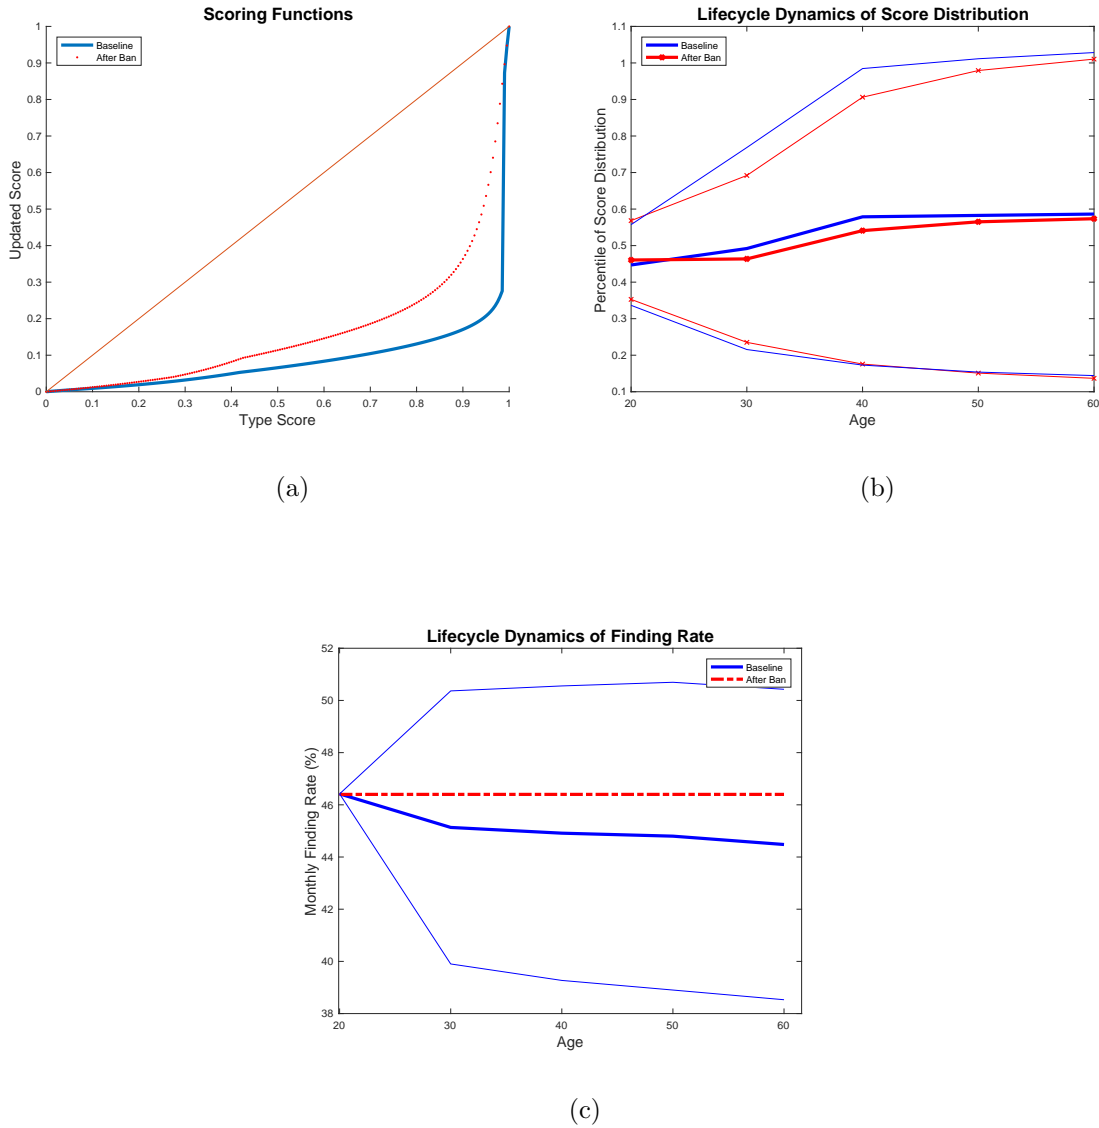 Scoring Functions
Baseline
After Ban
1
0.9
0.8
0.7
0.6
0.5
0.4
0.3
0.2
0.1
0
Updated Score
0 0.1 0.2 0.3 0.4 0.5 0.6 0.7 0.8 0.9 1
Type Score
(a)
Lifecycle Dynamics of Score Distribution
Baseline
After Ban
1.1
1
0.9
0.8
0.7
0.6
0.5
0.4
0.3
0.2
0.1
Percentile of Score Distribution
20 30 40 50 60
Age
(b)
Lifecycle Dynamics of Finding Rate
Baseline
After Ban
52
50
48
46
44
42
40
38
Monthly Finding Rate (%)
20 30 40 50 60
Age
(c)